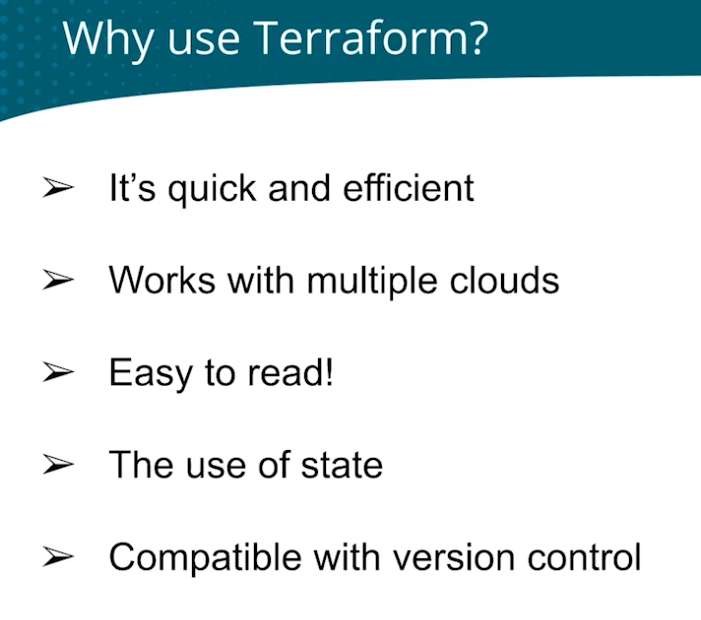 Why use Terraform?
➢ It’s quick and efficient
➢ Works with multiple clouds
➢ Easy to read!
➢ The use of state
➢ Compatible with version control